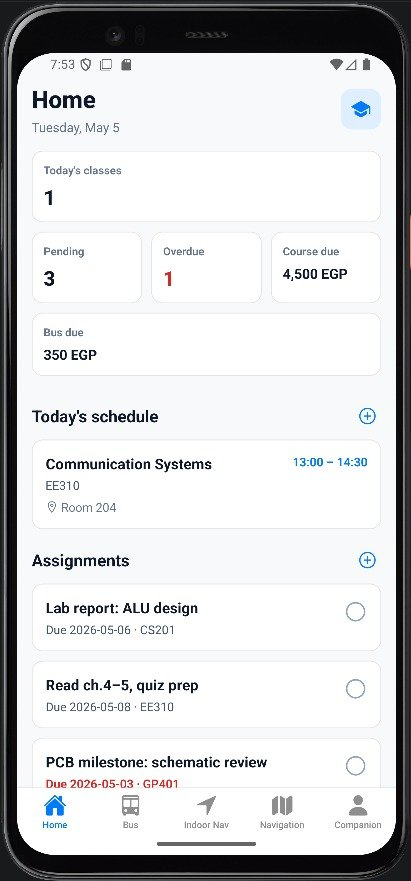 7:53
Home
Tuesday, May 5
Today's classes
1
Pending
3
Overdue
1
Course due
4,500 EGP
Bus due
350 EGP
Today's schedule
Communication Systems
13:00 – 14:30
EE310
Room 204
Assignments
Lab report: ALU design
Due 2026-05-06 · CS201
Read ch.4–5, quiz prep
Due 2026-05-08 · EE310
PCB milestone: schematic review
Due 2026-05-03 · GP401
Home
Bus
Indoor Nav
Navigation
Companion